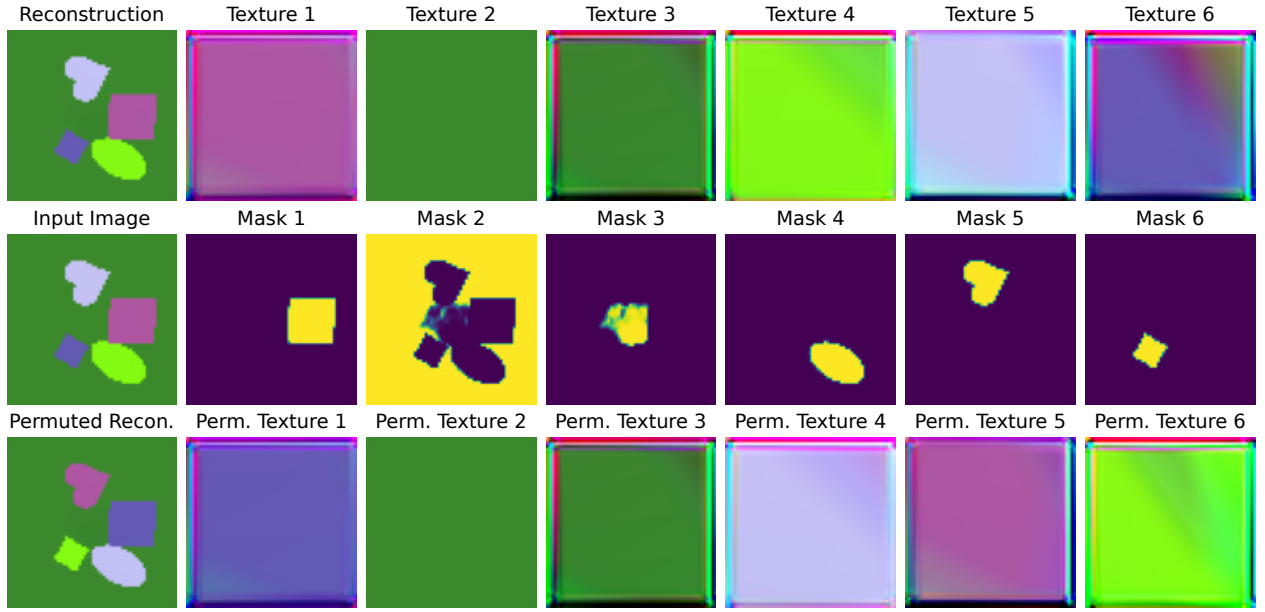 Reconstruction Texture 1 Texture 2 Texture 3 Texture 4 Texture 5 Texture 6
Input Image Mask 1 Mask 2 Mask 3 Mask 4 Mask 5 Mask 6
Permuted Recon. Perm. Texture 1 Perm. Texture 2 Perm. Texture 3 Perm. Texture 4 Perm. Texture 5 Perm. Texture 6